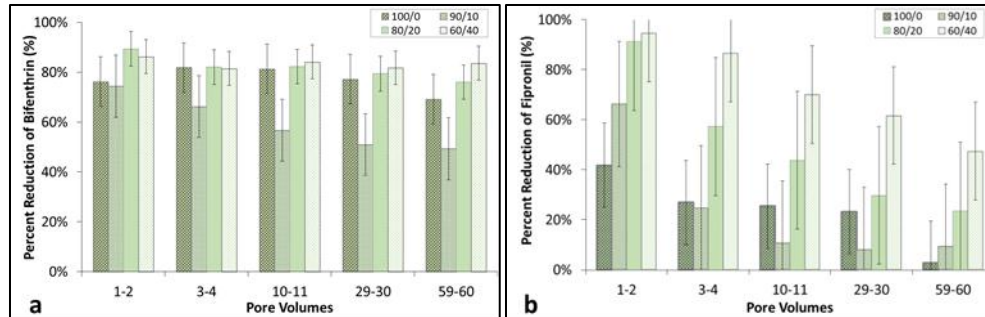 100/0 90/10
80/20 60/40
Percent Reduction of Bifenthrin (%)
100%
80%
60%
40%
20%
0%
1-2 3-4 10-11 29-30 59-60
Pore Volumes
a
100/0 90/10
80/20 60/40
Percent Reduction of Fipronil (%)
100%
80%
60%
40%
20%
0%
1-2 3-4 10-11 29-30 59-60
Pore Volumes
b